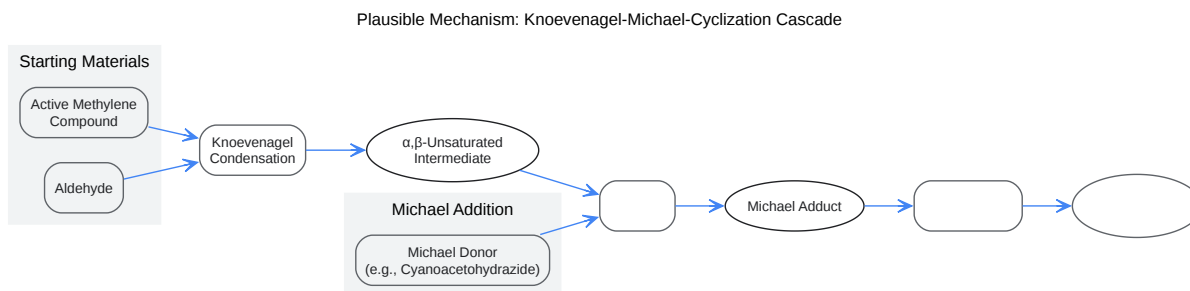 Plausible Mechanism: Knoevenagel-Michael-Cyclization Cascade
Starting Materials
Active Methylene
Compound
Aldehyde
Knoevenagel
Condensation
α,β-Unsaturated
Intermediate
Michael Addition
Michael Donor
(e.g., Cyanoacetohydrazide)
Michael Adduct